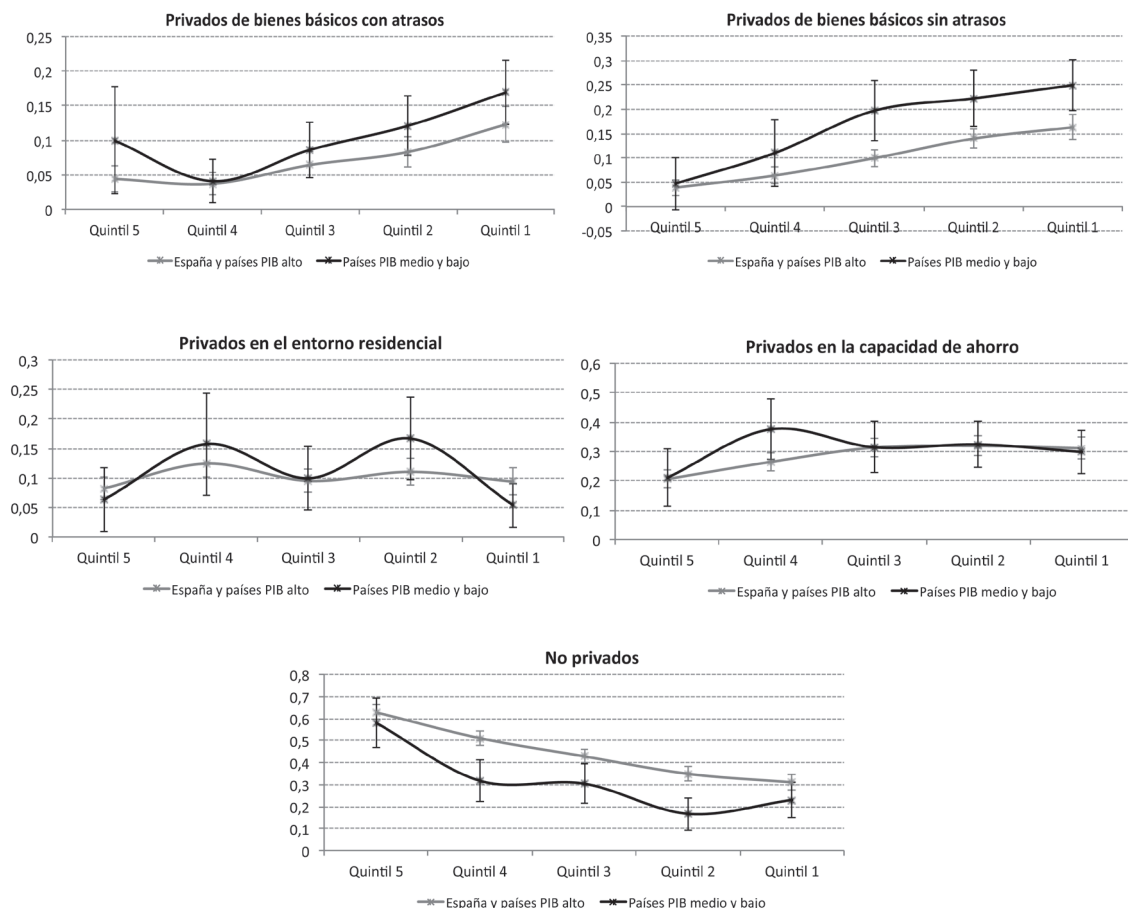 Privados de bienes básicos con atrasos
0,25
0,2
0,15
0,1
0,05
0
Quintil 5 Quintil 4 Quintil 3 Quintil 2 Quintil 1
España y países PIB alto Países PIB medio y bajo
Privados de bienes básicos sin atrasos
0,35
0,3
0,25
0,2
0,15
0,1
0,05
0
-0,05
Quintil 5 Quintil 4 Quintil 3 Quintil 2 Quintil 1
España y países PIB alto Países PIB medio y bajo
Privados en el entorno residencial
0,3
0,25
0,2
0,15
0,1
0,05
0
Quintil 5 Quintil 4 Quintil 3 Quintil 2 Quintil 1
España y países PIB alto Países PIB medio y bajo
Privados en la capacidad de ahorro
0,6
0,5
0,4
0,3
0,2
0,1
0
Quintil 5 Quintil 4 Quintil 3 Quintil 2 Quintil 1
España y países PIB alto Países PIB medio y bajo
No privados
0,8
0,7
0,6
0,5
0,4
0,3
0,2
0,1
0
Quintil 5 Quintil 4 Quintil 3 Quintil 2 Quintil 1
España y países PIB alto Países PIB medio y bajo